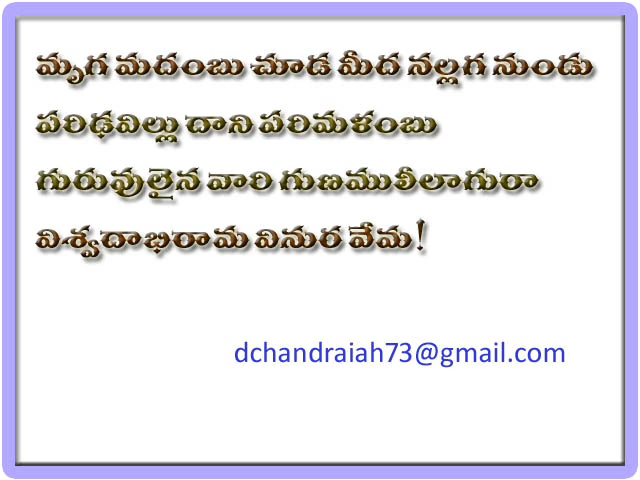 మృగ మదంబు చూడ మీద నల్లగ నుండు
పరిఢవిల్లు దాని పరిమళంబు
గురువులైన వారి గుణములీలాగురా
విశ్వదాభిరామ వినుర వేమ!
dchandraiah73@gmail.com